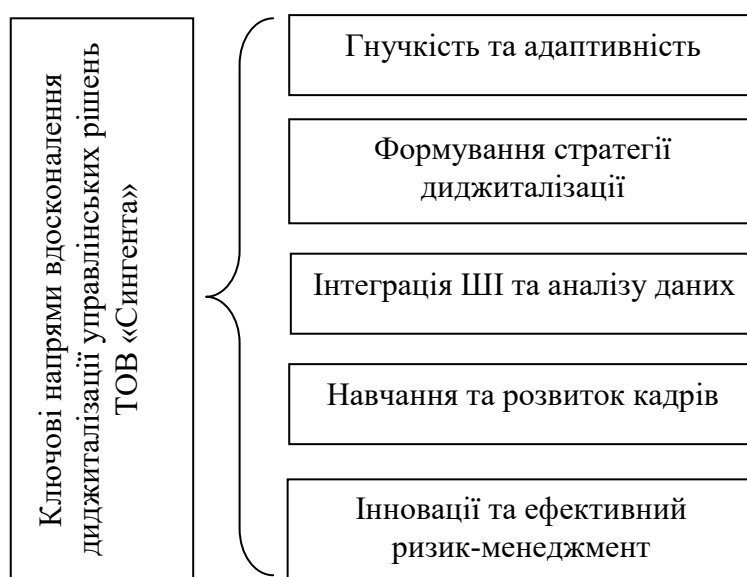 Ключові напрями вдосконалення
диджиталізації управлінських рішень
ТОВ «Сингента»
Гнучкість та адаптивність
Формування стратегії
диджиталізації
Інтеграція ШІ та аналізу даних
Навчання та розвиток кадрів
Інновації та ефективний
ризик-менеджмент